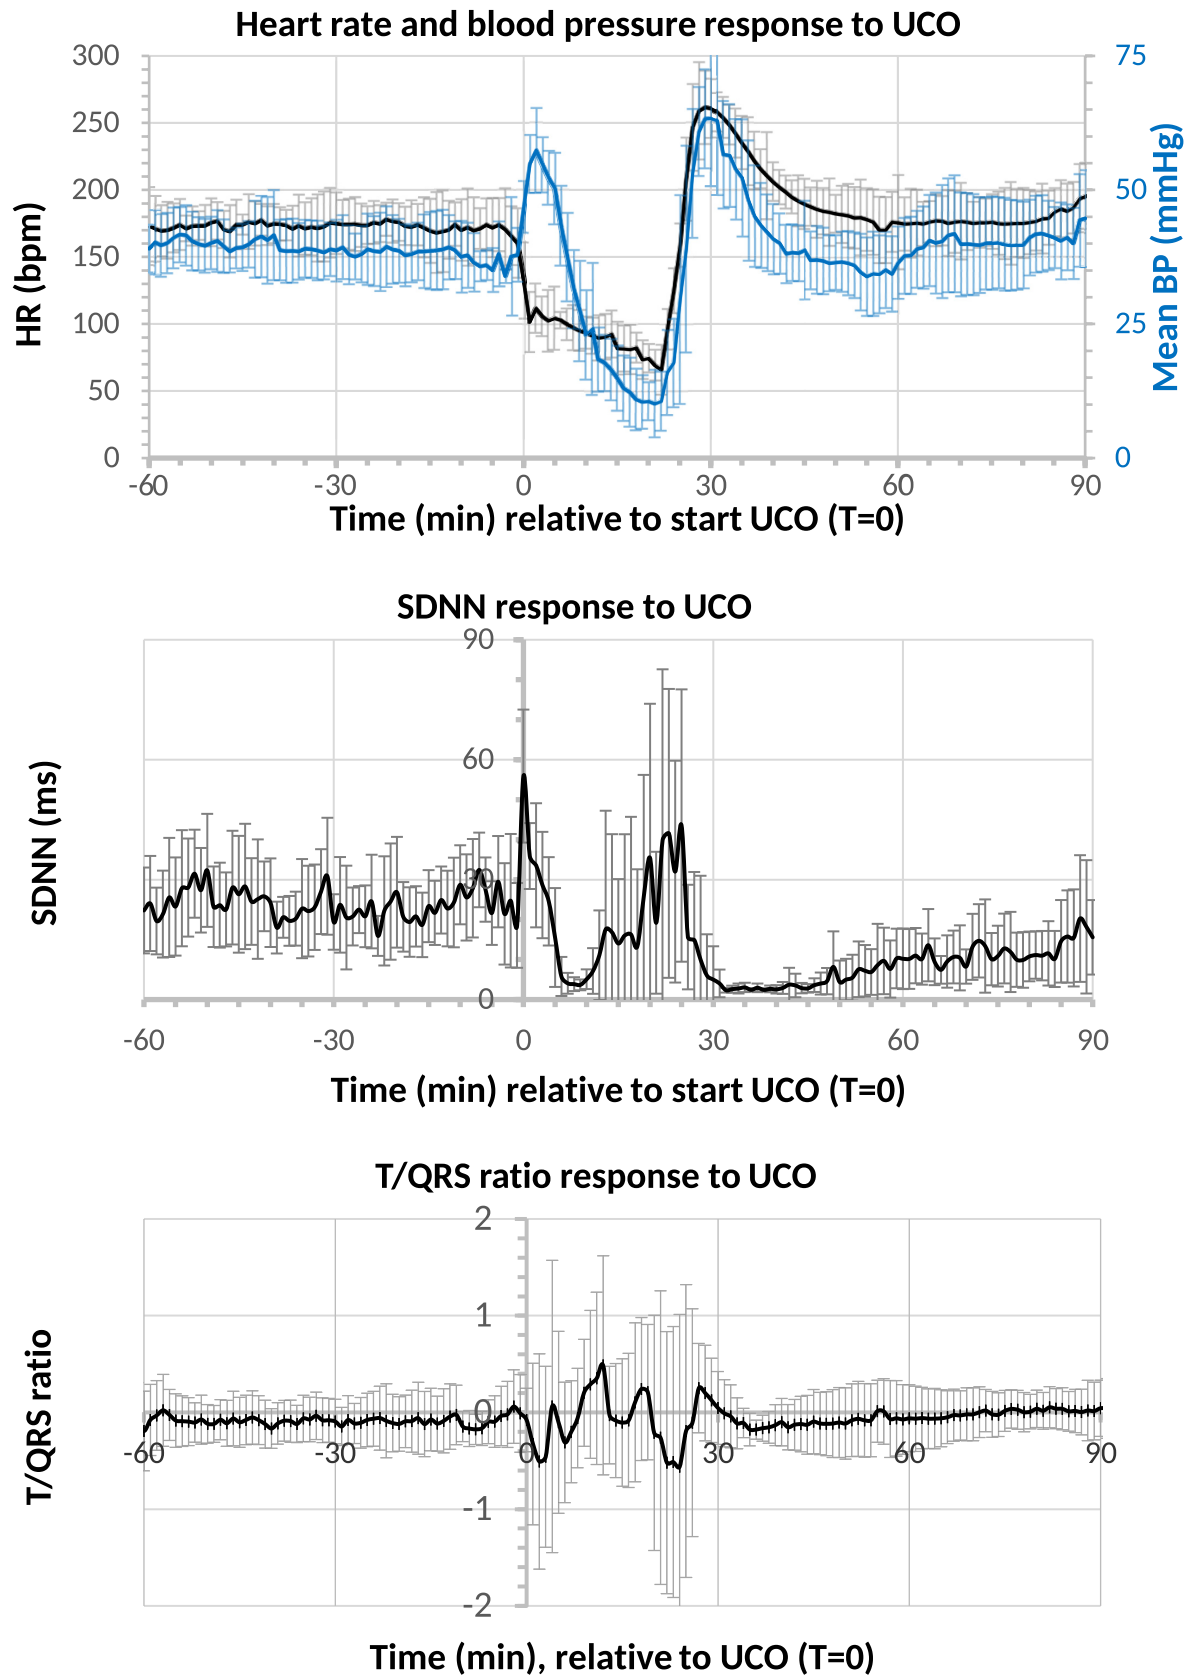 Heart rate and blood pressure response to UCO
300
250
200
150
100
50
0
75
50
25
0
HR (bpm)
Mean BP (mmHg)
-60 -30 0 30 60 90
Time (min) relative to start UCO (T=0)
SDNN response to UCO
90
60
30
0
SDNN (ms)
-60 -30 0 30 60 90
Time (min) relative to start UCO (T=0)
T/QRS ratio response to UCO
2
1
0
-1
-2
T/QRS ratio
-60 -30 0 30 60 90
Time (min), relative to UCO (T=0)